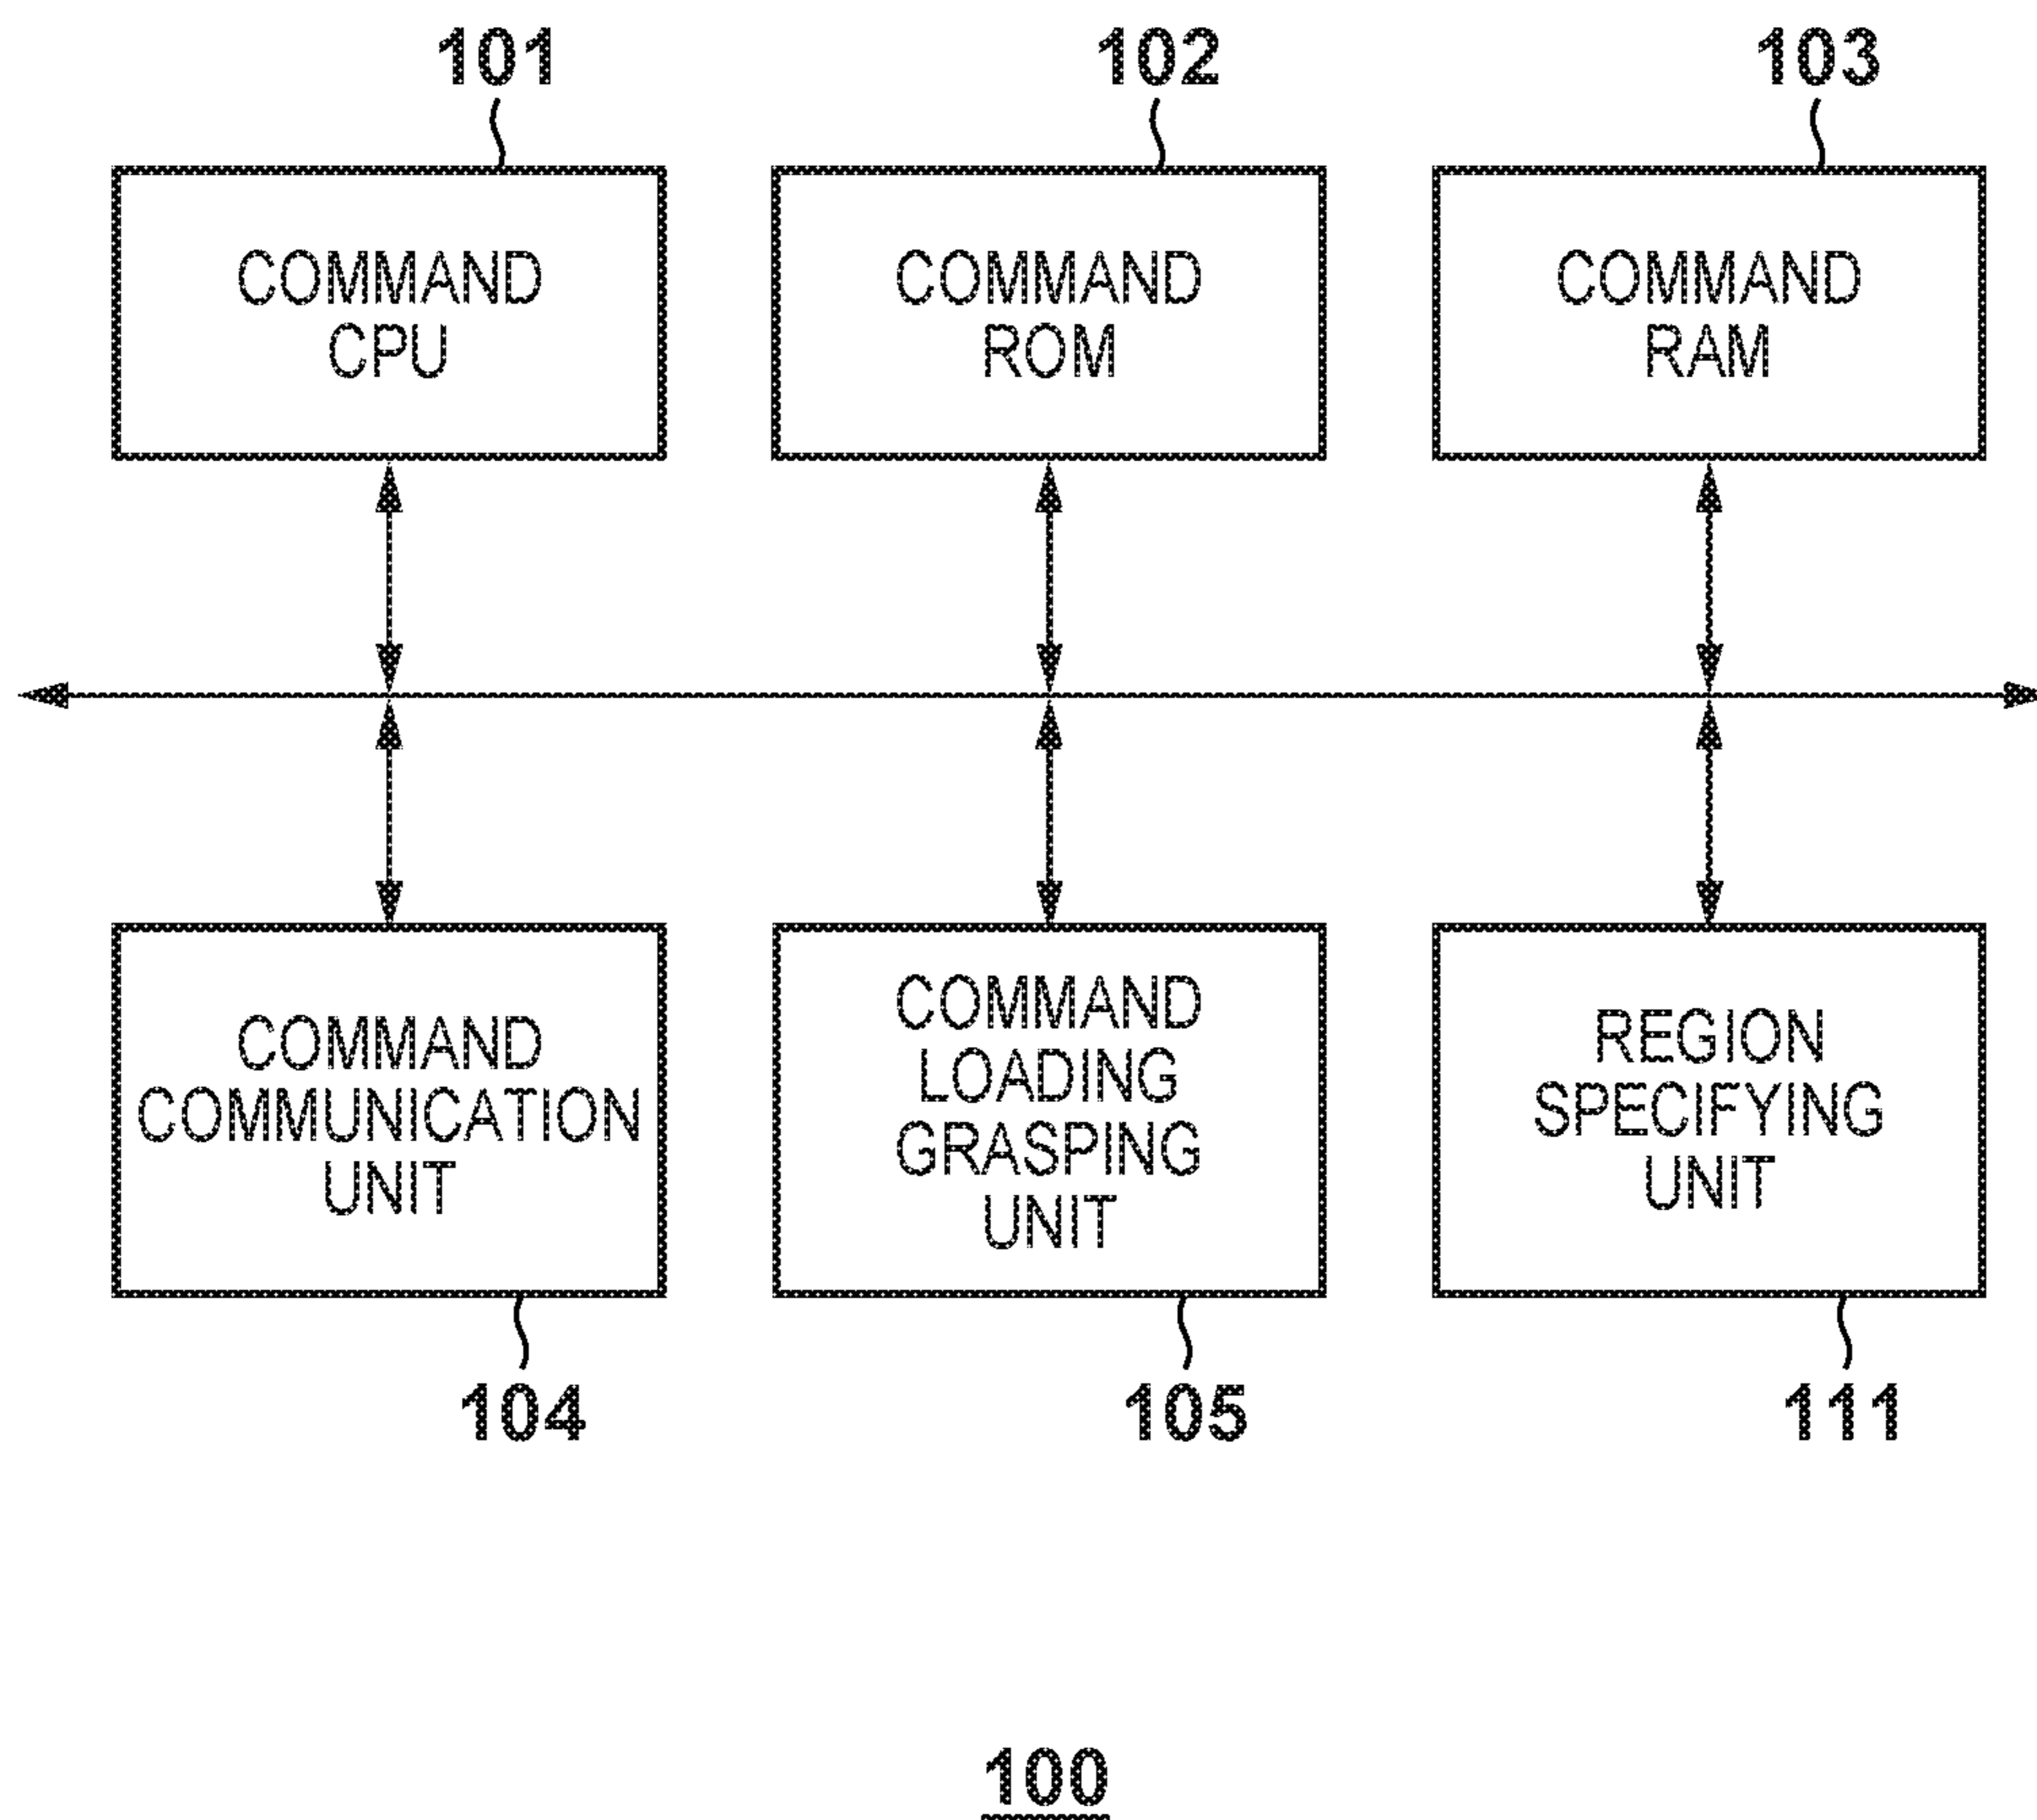 101
102
103
COMMAND
CPU
COMMAND
ROM
COMMAND
RAM
COMMAND
COMMUNICATION
UNIT
COMMAND
LOADING
GRASPING
UNIT
REGION
SPECIFYING
UNIT
104
105
111
100